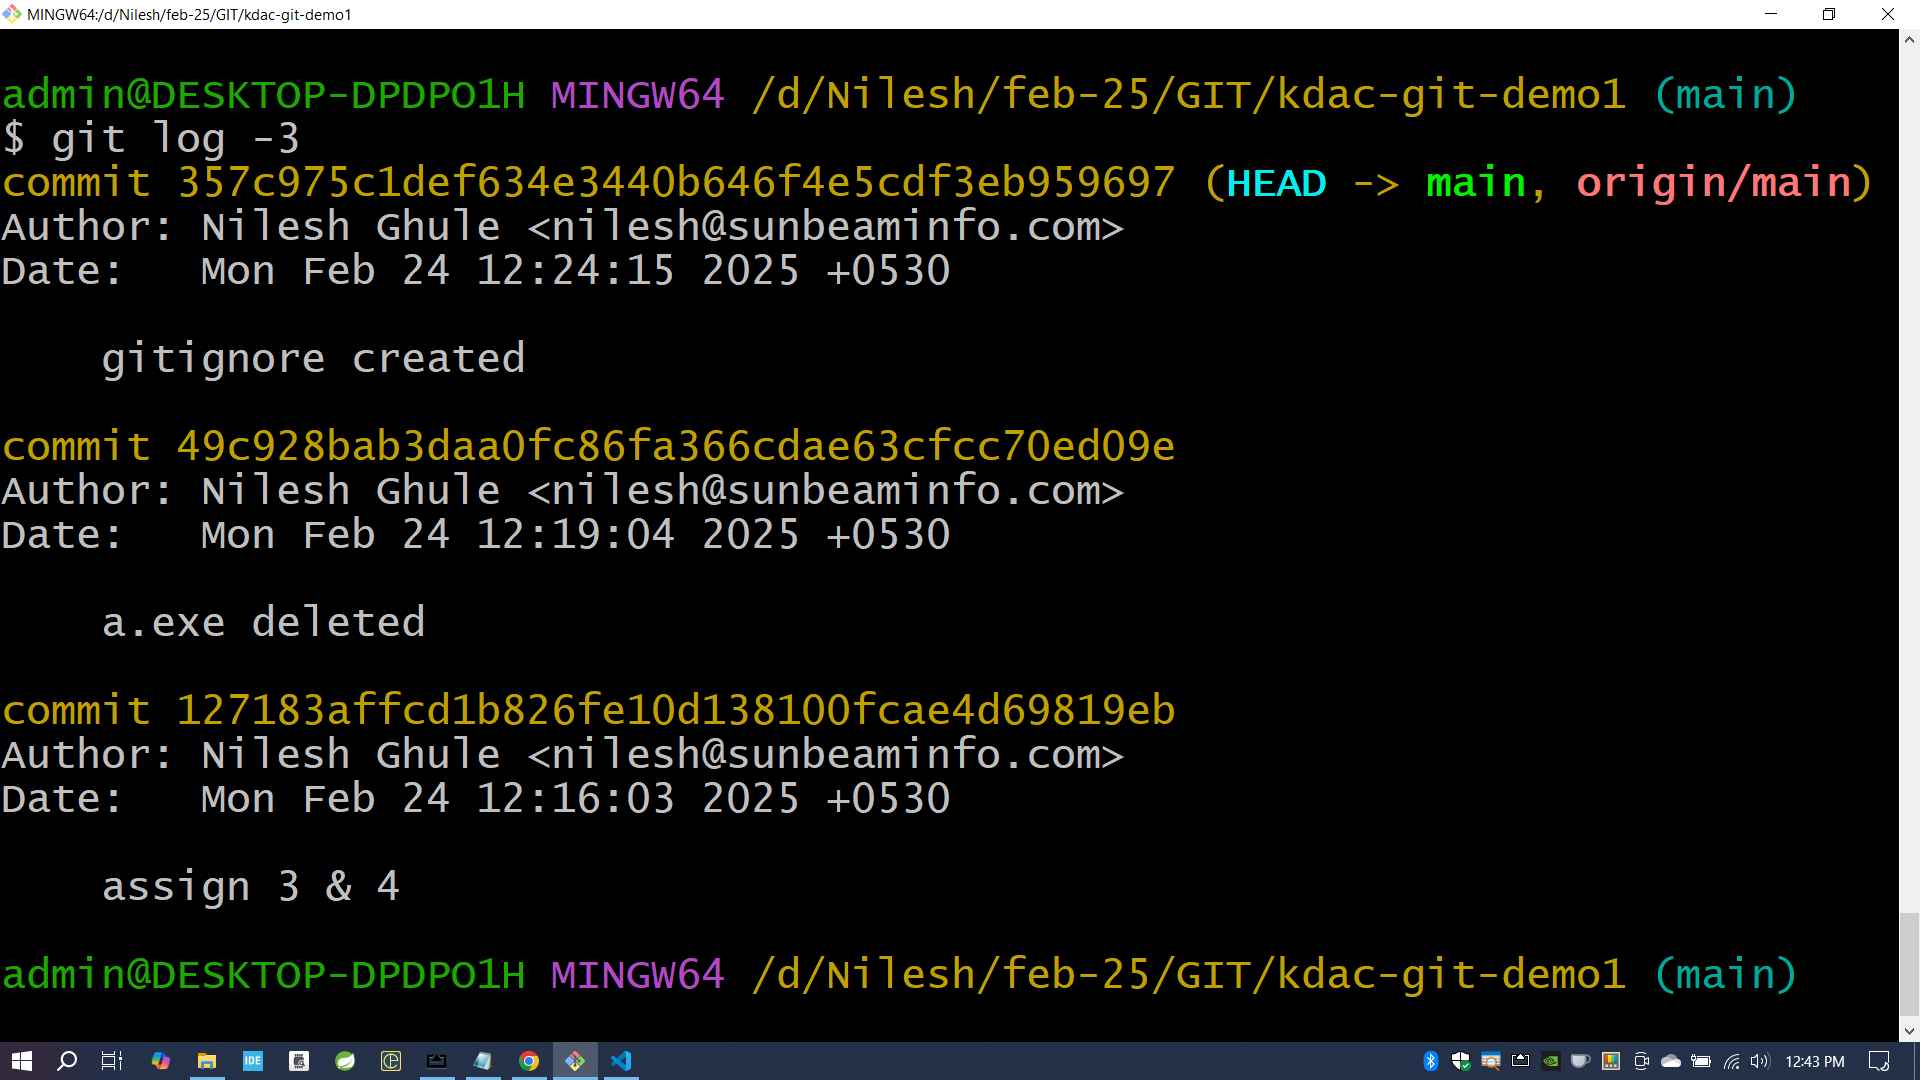 MINGW64:/d/Nilesh/feb-25/GIT/kdac-git-demo1
admin@DESKTOP-DPDPO1H MINGW64 /d/Nilesh/feb-25/GIT/kdac-git-demo1 (main)
$ git log -3
commit 357c975c1def634e3440b646f4e5cdf3eb959697 (HEAD -> main, origin/main)
Author: Nilesh Ghule <nilesh@sunbeaminfo.com>
Date:   Mon Feb 24 12:24:15 2025 +0530
gitignore created
commit 49c928bab3daa0fc86fa366cdae63cfcc70ed09e
Author: Nilesh Ghule <nilesh@sunbeaminfo.com>
Date:   Mon Feb 24 12:19:04 2025 +0530
a.exe deleted
commit 127183affcd1b826fe10d138100fcae4d69819eb
Author: Nilesh Ghule <nilesh@sunbeaminfo.com>
Date:   Mon Feb 24 12:16:03 2025 +0530
assign 3 & 4
admin@DESKTOP-DPDPO1H MINGW64 /d/Nilesh/feb-25/GIT/kdac-git-demo1 (main)
IDE
12:43 PM